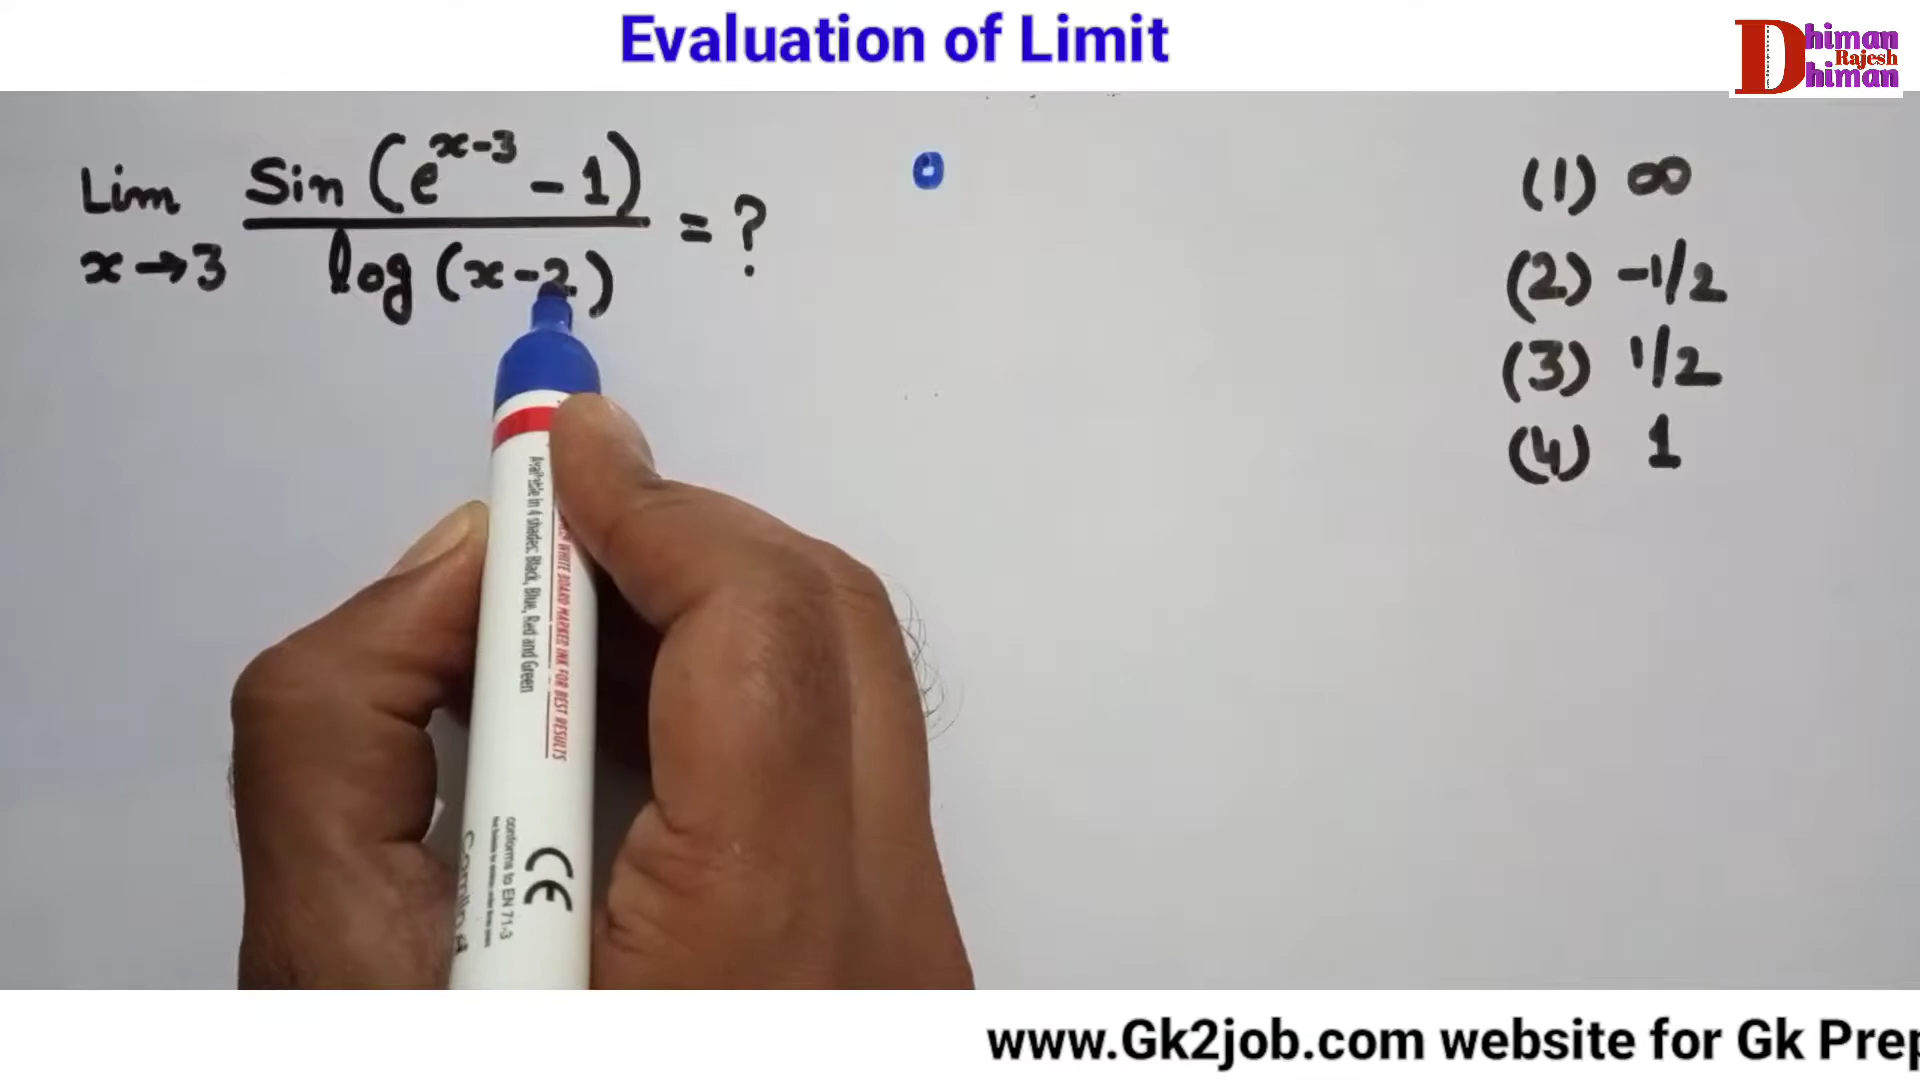 Evaluation of Limit
Dhiman
Rajesh
Dhiman
Lim x→3 Sin (e^(x-3) - 1) / log (x-2) = ?
0
(1) ∞
(2) -1/2
(3) 1/2
(4) 1
Available in 4 shades: Black, Blue, Red and Green
WHITE BOARD MARKER INK FOR BEST RESULTS
CE
conforms to EN 71-3
www.Gk2job.com website for Gk Prep